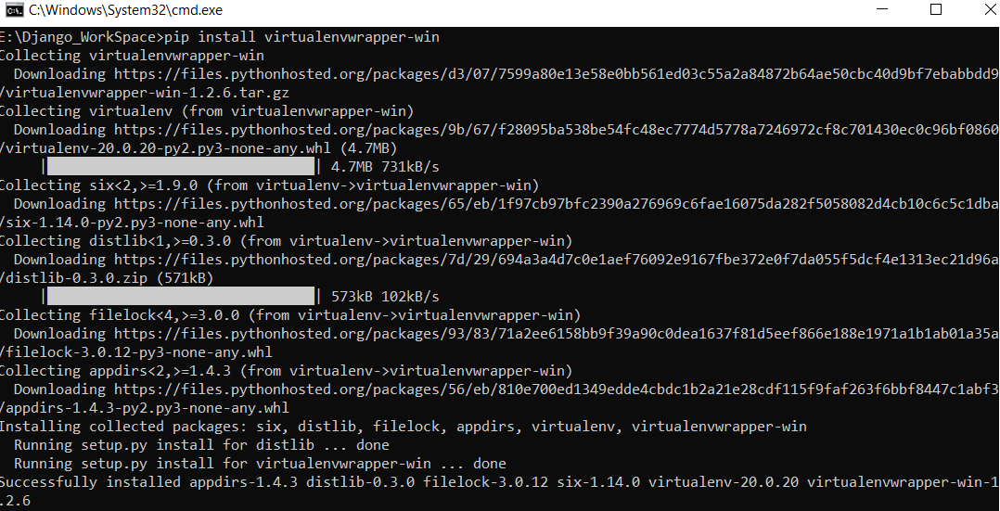 C:\Windows\System32\cmd.exe
E:\Django_WorkSpace>pip install virtualenvwrapper-win
Collecting virtualenvwrapper-win
  Downloading https://files.pythonhosted.org/packages/d3/07/7599a80e13e58e0bb561ed03c55a2a84872b64ae50cbc40d9bf7ebabbdd9
/virtualenvwrapper-win-1.2.6.tar.gz
Collecting virtualenv (from virtualenvwrapper-win)
  Downloading https://files.pythonhosted.org/packages/9b/67/f28095ba538be54fc48ec7774d5778a7246972cf8c701430ec0c96bf0860
/virtualenv-20.0.20-py2.py3-none-any.whl (4.7MB)
     |████████████████████████████████| 4.7MB 731kB/s
Collecting six<2,>=1.9.0 (from virtualenv->virtualenvwrapper-win)
  Downloading https://files.pythonhosted.org/packages/65/eb/1f97cb97bfc2390a276969c6fae16075da282f5058082d4cb10c6c5c1dba
/six-1.14.0-py2.py3-none-any.whl
Collecting distlib<1,>=0.3.0 (from virtualenv->virtualenvwrapper-win)
  Downloading https://files.pythonhosted.org/packages/7d/29/694a3a4d7c0e1aef76092e9167fbe372e0f7da055f5dcf4e1313ec21d96a
/distlib-0.3.0.zip (571kB)
     |████████████████████████████████| 573kB 102kB/s
Collecting filelock<4,>=3.0.0 (from virtualenv->virtualenvwrapper-win)
  Downloading https://files.pythonhosted.org/packages/93/83/71a2ee6158bb9f39a90c0dea1637f81d5eef866e188e1971a1b1ab01a35a
/filelock-3.0.12-py3-none-any.whl
Collecting appdirs<2,>=1.4.3 (from virtualenv->virtualenvwrapper-win)
  Downloading https://files.pythonhosted.org/packages/56/eb/810e700ed1349edde4cbdc1b2a21e28cdf115f9faf263f6bbf8447c1abf3
/appdirs-1.4.3-py2.py3-none-any.whl
Installing collected packages: six, distlib, filelock, appdirs, virtualenv, virtualenvwrapper-win
  Running setup.py install for distlib ... done
  Running setup.py install for virtualenvwrapper-win ... done
Successfully installed appdirs-1.4.3 distlib-0.3.0 filelock-3.0.12 six-1.14.0 virtualenv-20.0.20 virtualenvwrapper-win-1
.2.6